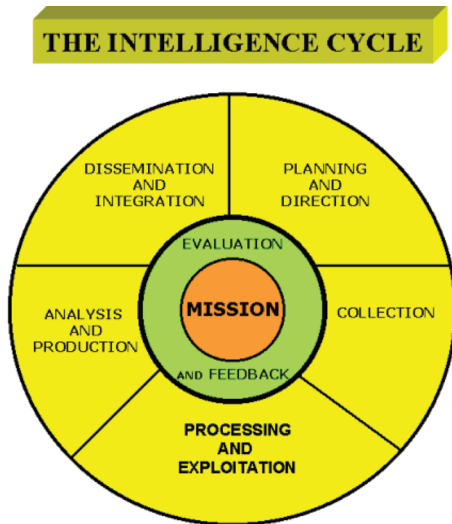 THE INTELLIGENCE CYCLE
DISSEMINATION
AND
INTEGRATION
PLANNING
AND
DIRECTION
EVALUATION
MISSION
AND FEEDBACK
ANALYSIS
AND
PRODUCTION
COLLECTION
PROCESSING
AND
EXPLOITATION